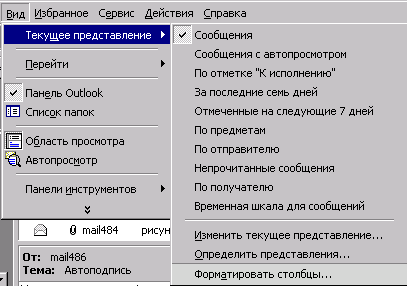 Вид Избранное Сервис Действия Справка
Текущее представление
Перейти
Панель Outlook
Список папок
Область просмотра
Автопросмотр
Панели инструментов
Сообщения
Сообщения с автопросмотром
По отметке "К исполнению"
За последние семь дней
Отмеченные на следующие 7 дней
По предметам
По отправителю
Непрочитанные сообщения
По получателю
Временная шкала для сообщений
Изменить текущее представление...
Определить представления...
Форматировать столбцы...
mail484 рисун
От: mail486
Тема: Автоподпись